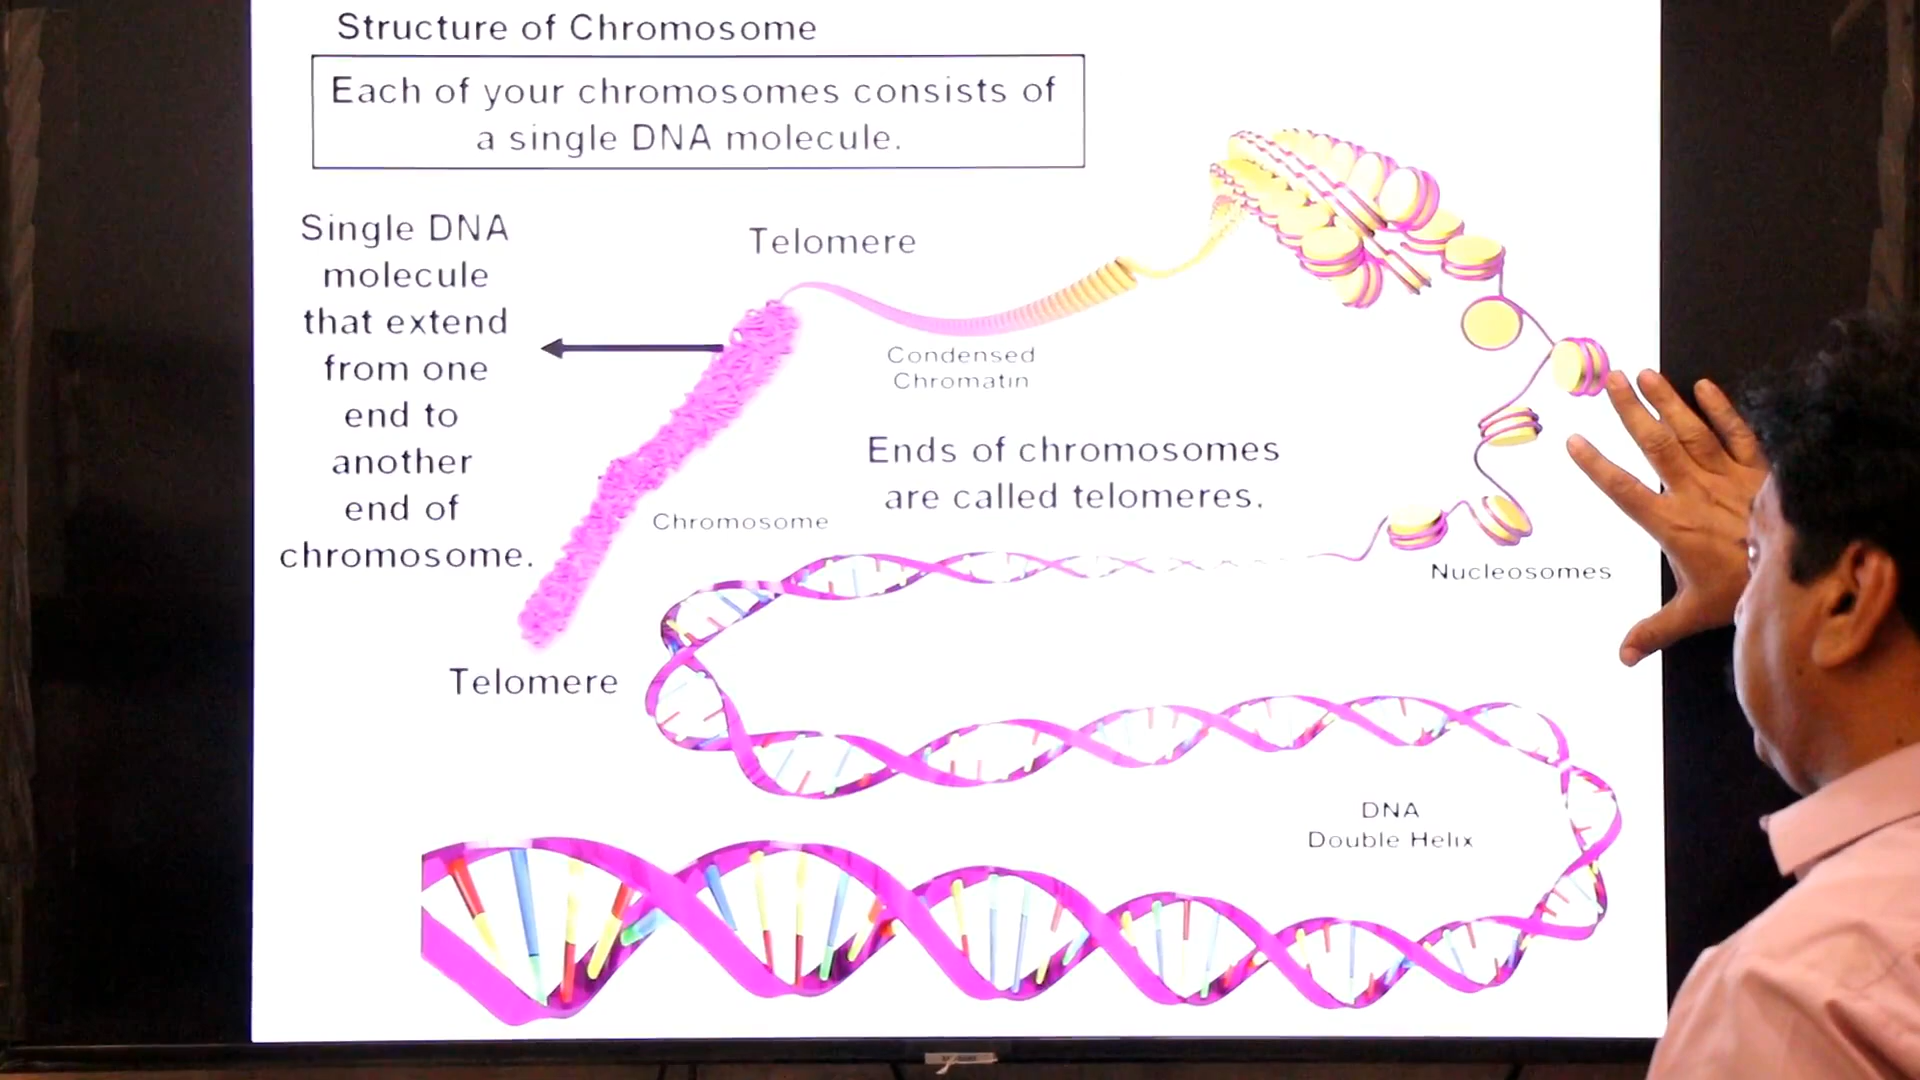 Structure of Chromosome
Each of your chromosomes consists of
a single DNA molecule.
Single DNA
molecule
that extend
from one
end to
another
end of
chromosome.
Telomere
Condensed
Chromatin
Ends of chromosomes
are called telomeres.
Chromosome
Nucleosomes
Telomere
DNA
Double Helix